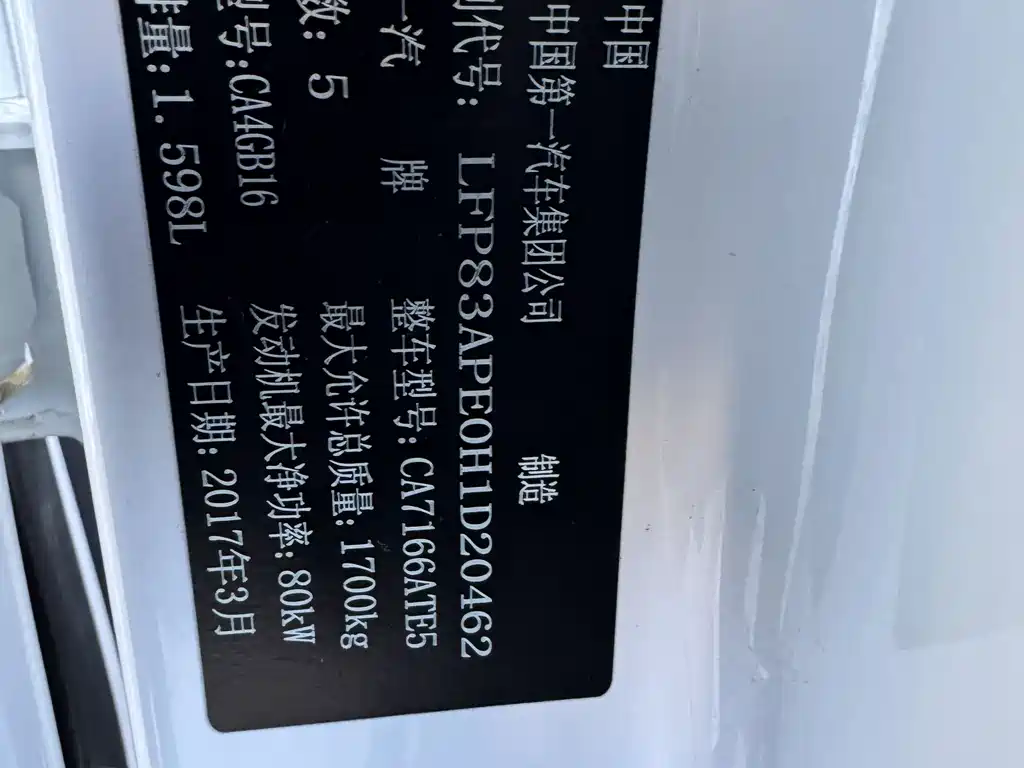 中国
中国第一汽车集团公司 制造
代号: LFP83APE0H1D20462
一汽 牌 整车型号: CA7166ATE5
数: 5 最大允许总质量: 1700kg
型号: CA4GB16 发动机最大净功率: 80kW
排量: 1.598L 生产日期: 2017年3月